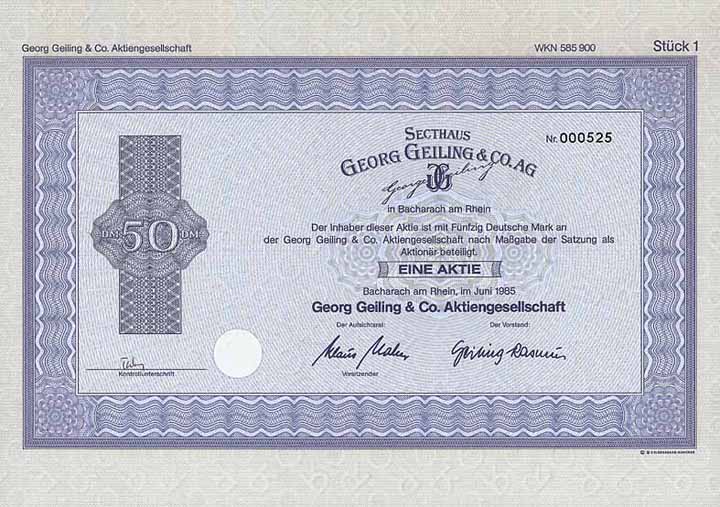 Georg Geiling & Co. Aktiengesellschaft
WKN 585 900
Stück 1
SECTHAUS
GEORG GEILING & CO. AG
Nr. 000525
in Bacharach am Rhein
DM 50 DM
Der Inhaber dieser Aktie ist mit Fünfzig Deutsche Mark an
der Georg Geiling & Co. Aktiengesellschaft nach Maßgabe der Satzung als
Aktionär beteiligt.
EINE AKTIE
Bacharach am Rhein, im Juni 1985
Georg Geiling & Co. Aktiengesellschaft
Der Aufsichtsrat:
Der Vorstand:
Kontrollunterschrift
Vorsitzender